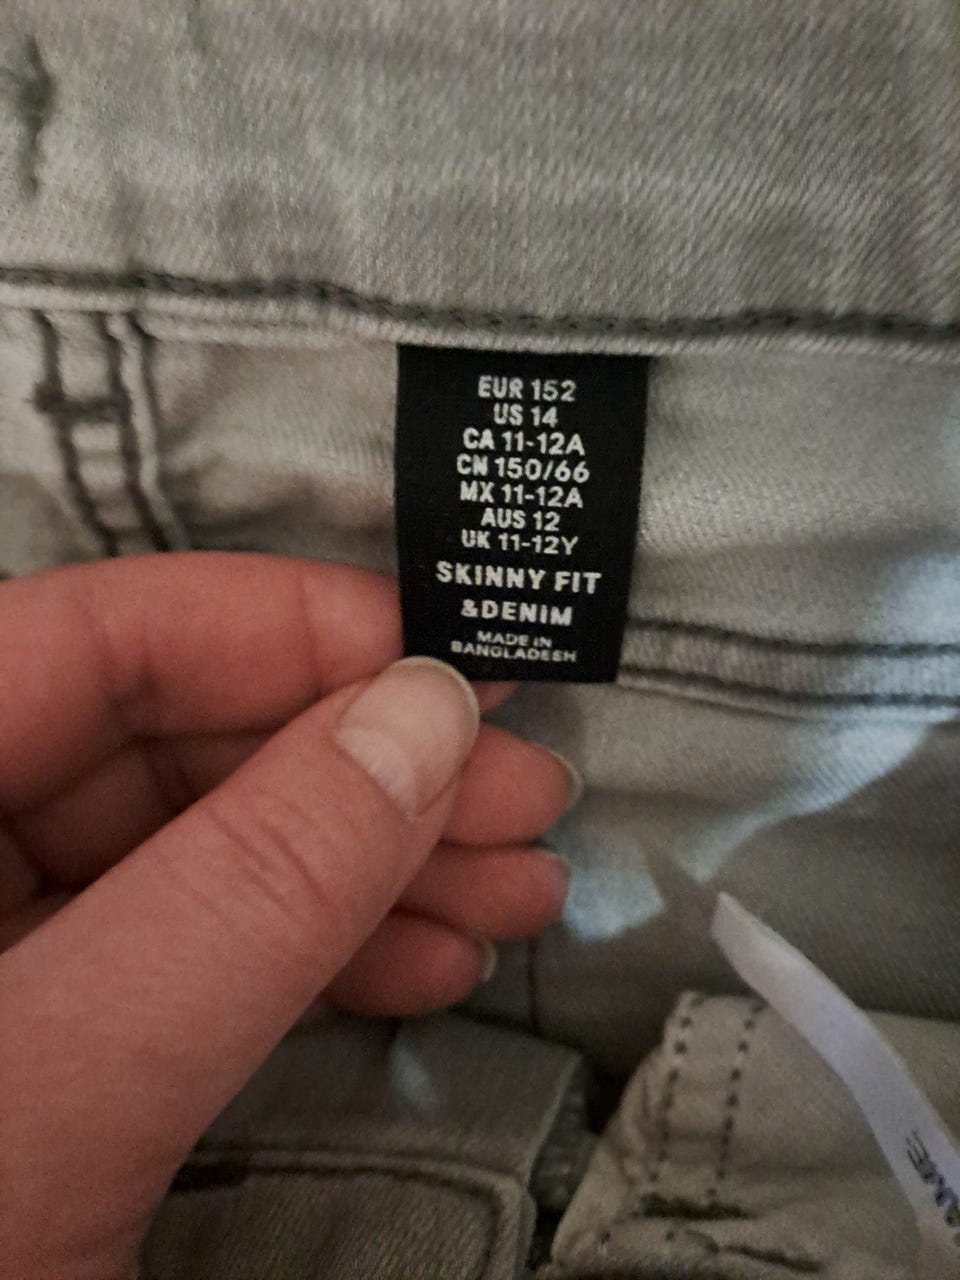 EUR 152
US 14
CA 11-12A
CN 150/66
MX 11-12A
AUS 12
UK 11-12Y
SKINNY FIT
&DENIM
MADE IN
BANGLADESH